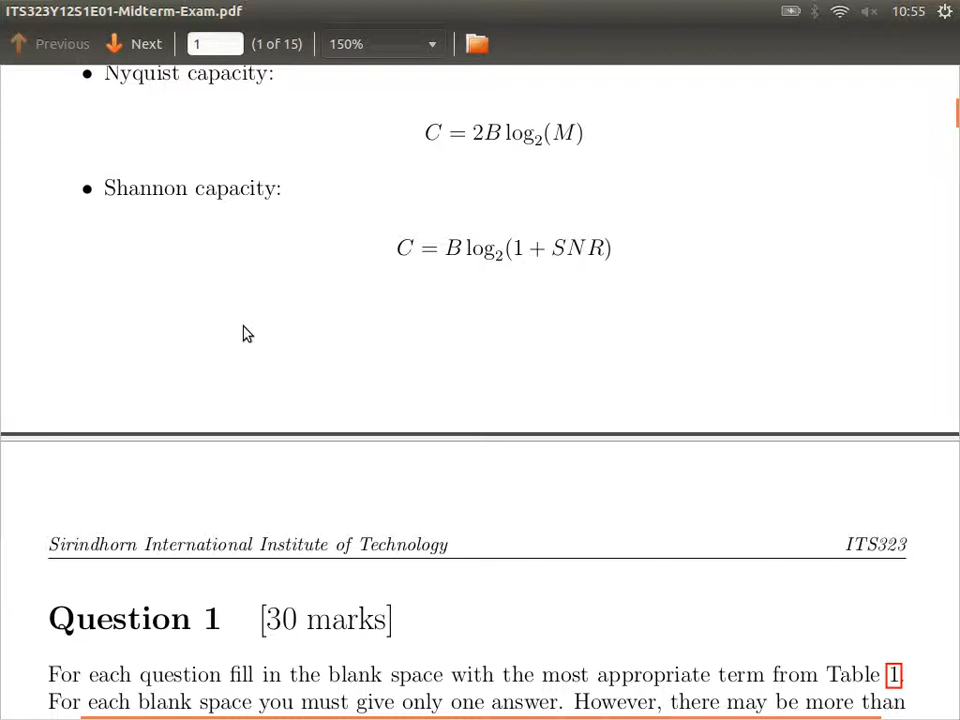 ITS323Y12S1E01-Midterm-Exam.pdf 10:55
Previous Next 1 (1 of 15) 150%
• Nyquist capacity:
C = 2B log₂(M)
• Shannon capacity:
C = B log₂(1 + SNR)
Sirindhorn International Institute of Technology ITS323
Question 1 [30 marks]
For each question fill in the blank space with the most appropriate term from Table 1.
For each blank space you must give only one answer. However, there may be more than